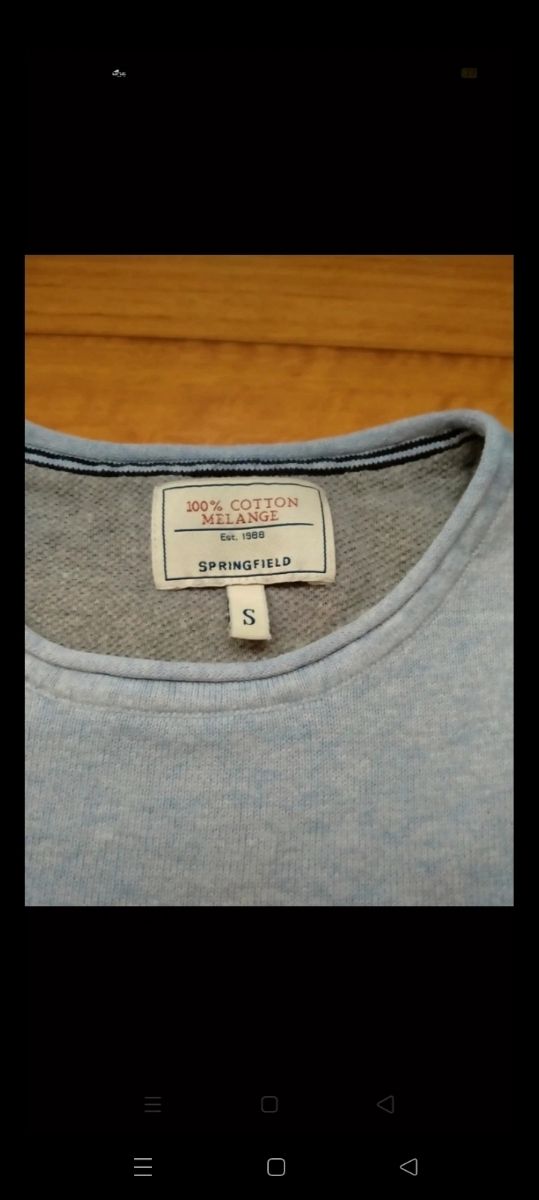 100% COTTON
MELANGE
Est. 1988
SPRINGFIELD
S